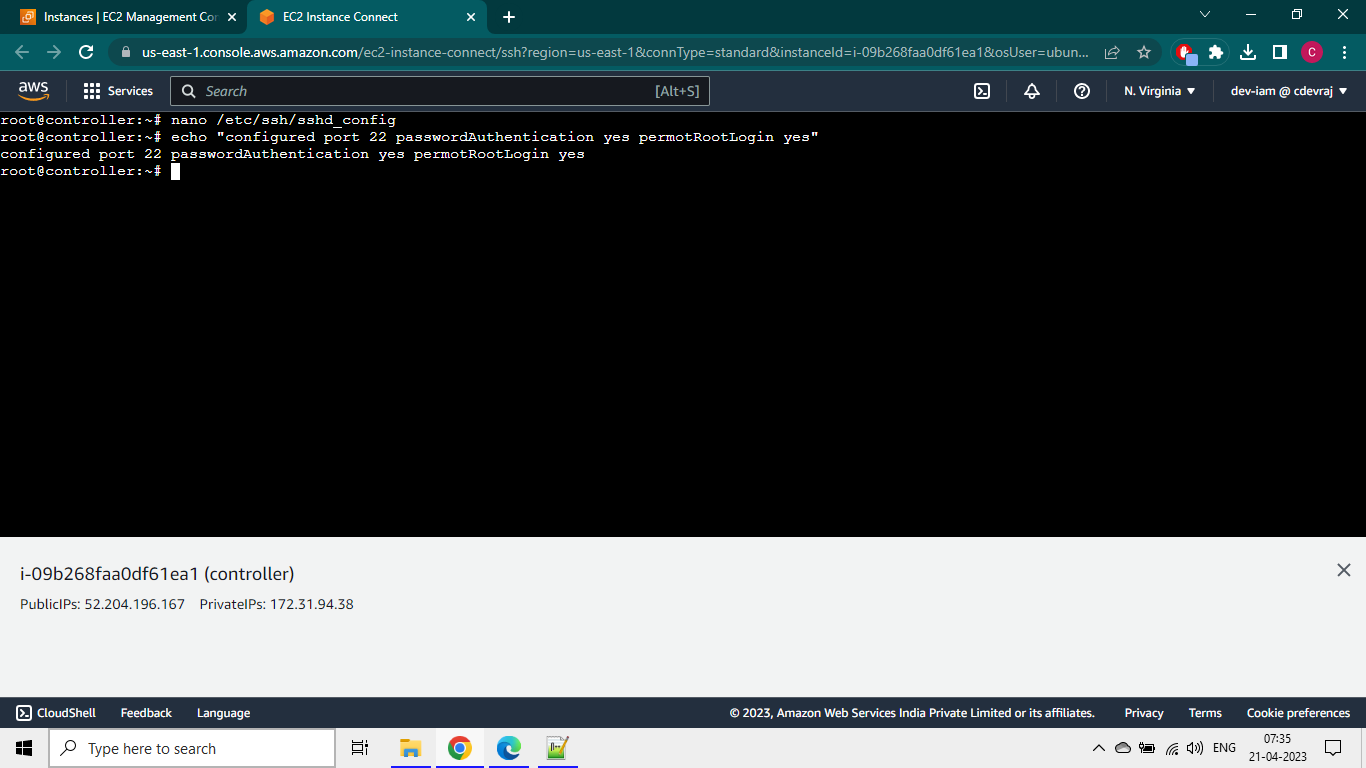 Instances | EC2 Management Con
EC2 Instance Connect
us-east-1.console.aws.amazon.com/ec2-instance-connect/ssh?region=us-east-1&connType=standard&instanceId=i-09b268faa0df61ea1&osUser=ubun...
C
aws
Services
Search
[Alt+S]
N. Virginia
dev-iam @ cdevraj
root@controller:~# nano /etc/ssh/sshd_config
root@controller:~# echo "configured port 22 passwordAuthentication yes permotRootLogin yes"
configured port 22 passwordAuthentication yes permotRootLogin yes
root@controller:~#
i-09b268faa0df61ea1 (controller)
PublicIPs: 52.204.196.167 PrivateIPs: 172.31.94.38
CloudShell
Feedback
Language
© 2023, Amazon Web Services India Private Limited or its affiliates.
Privacy
Terms
Cookie preferences
Type here to search
ENG
07:35
21-04-2023